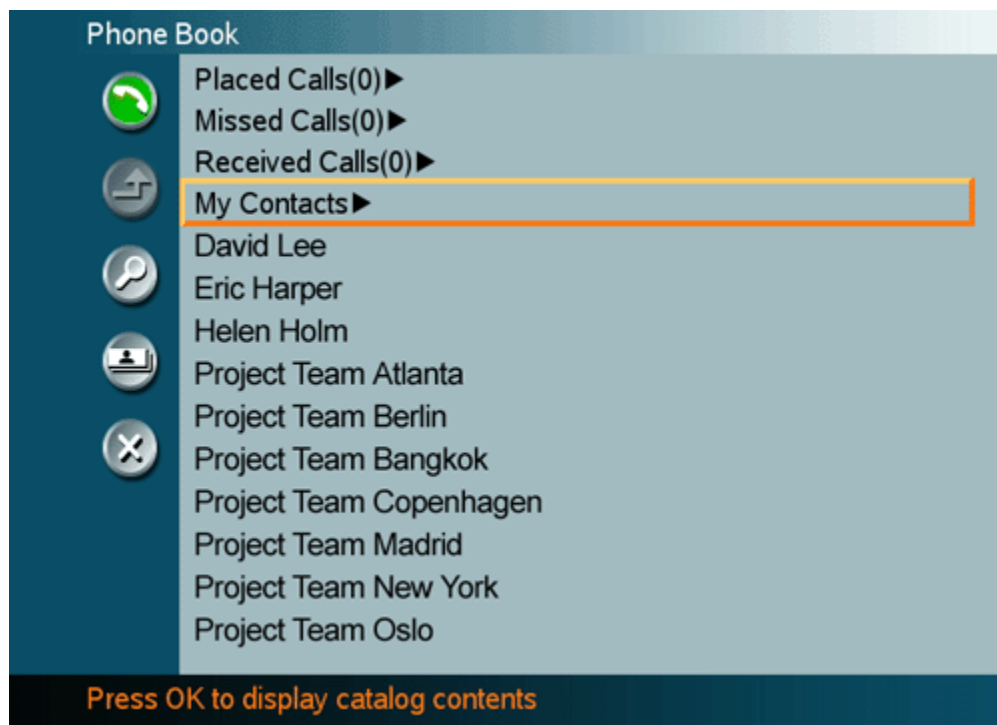 Phone Book
Placed Calls(0)▶
Missed Calls(0)▶
Received Calls(0)▶
My Contacts▶
David Lee
Eric Harper
Helen Holm
Project Team Atlanta
Project Team Berlin
Project Team Bangkok
Project Team Copenhagen
Project Team Madrid
Project Team New York
Project Team Oslo
Press OK to display catalog contents